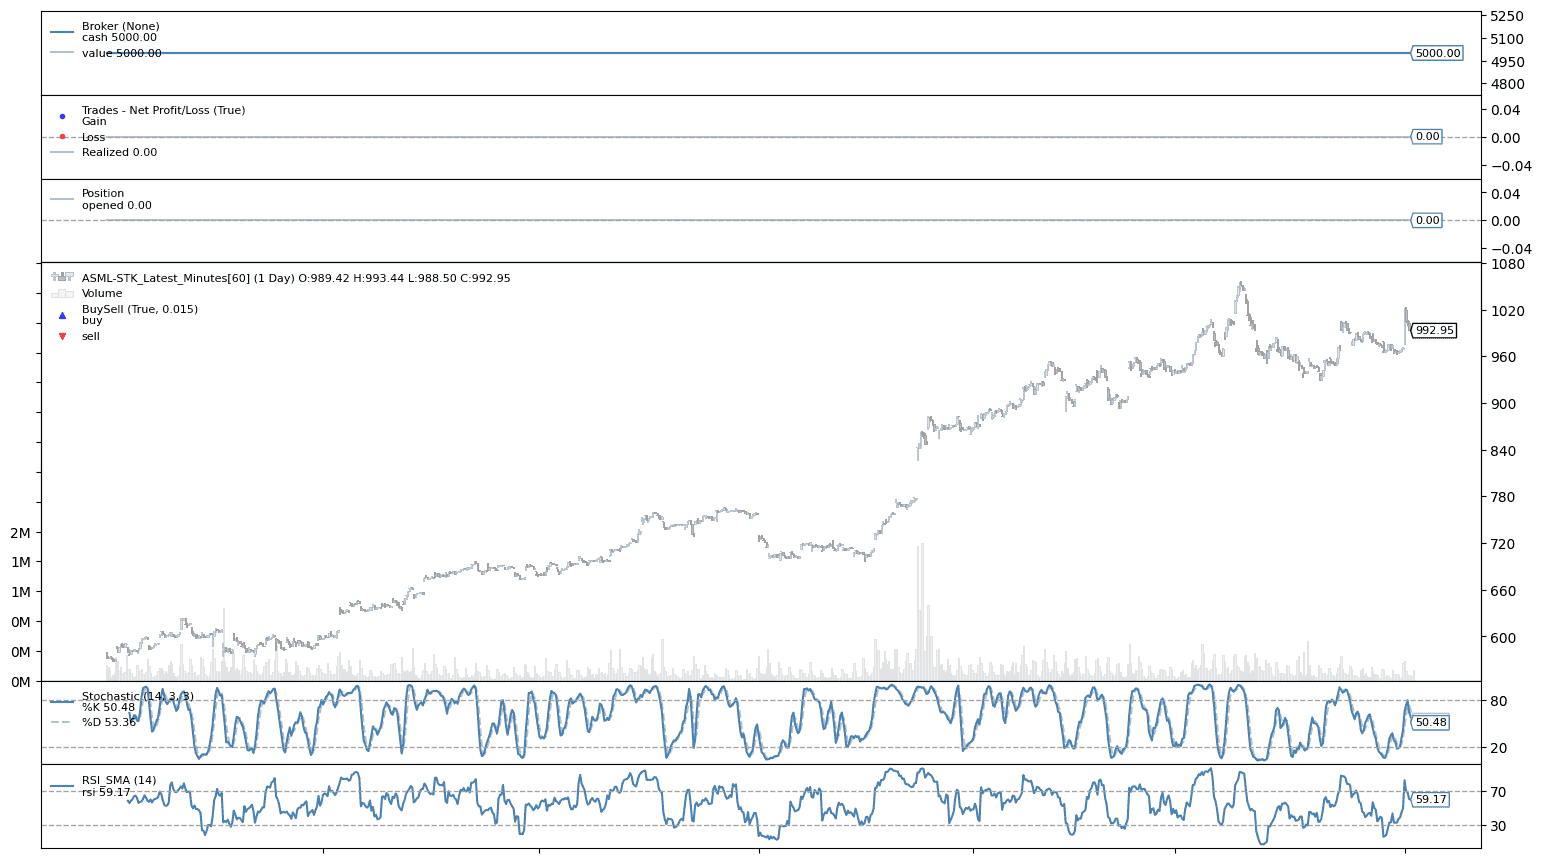 Broker (None)
cash 5000.00
value 5000.00
5250
5100
4950
4800
5000.00
Trades - Net Profit/Loss (True)
Gain
Loss
Realized 0.00
0.04
0.00
−0.04
0.00
Position
opened 0.00
0.04
0.00
−0.04
0.00
ASML-STK_Latest_Minutes[60] (1 Day) O:989.42 H:993.44 L:988.50 C:992.95
Volume
BuySell (True, 0.015)
buy
sell
1080
1020
960
900
840
780
720
660
600
992.95
2M
1M
1M
0M
0M
0M
Stochastic (14, 3, 3)
%K 50.48
%D 53.36
80
20
50.48
RSI_SMA (14)
rsi 59.17
70
30
59.17